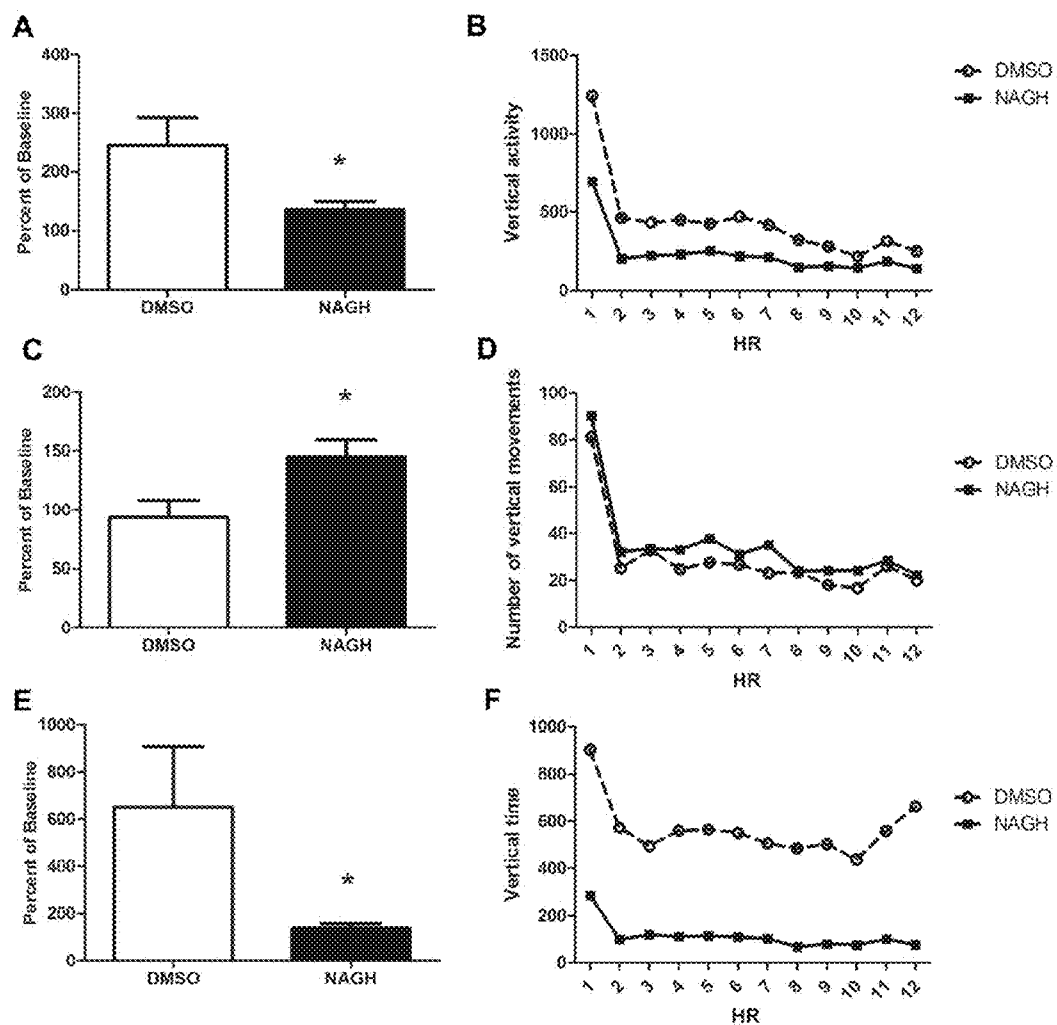 A
Percent of Baseline
400
300
200
100
0
*
DMSO
NAGH
B
Vertical activity
1500
1000
500
0
1 2 3 4 5 6 7 8 9 10 11 12
HR
DMSO
NAGH
C
Percent of Baseline
200
150
100
50
0
*
DMSO
NAGH
D
Number of vertical movements
100
80
60
40
20
0
1 2 3 4 5 6 7 8 9 10 11 12
HR
DMSO
NAGH
E
Percent of Baseline
1000
800
600
400
200
0
*
DMSO
NAGH
F
Vertical time
1000
800
600
400
200
0
1 2 3 4 5 6 7 8 9 10 11 12
HR
DMSO
NAGH